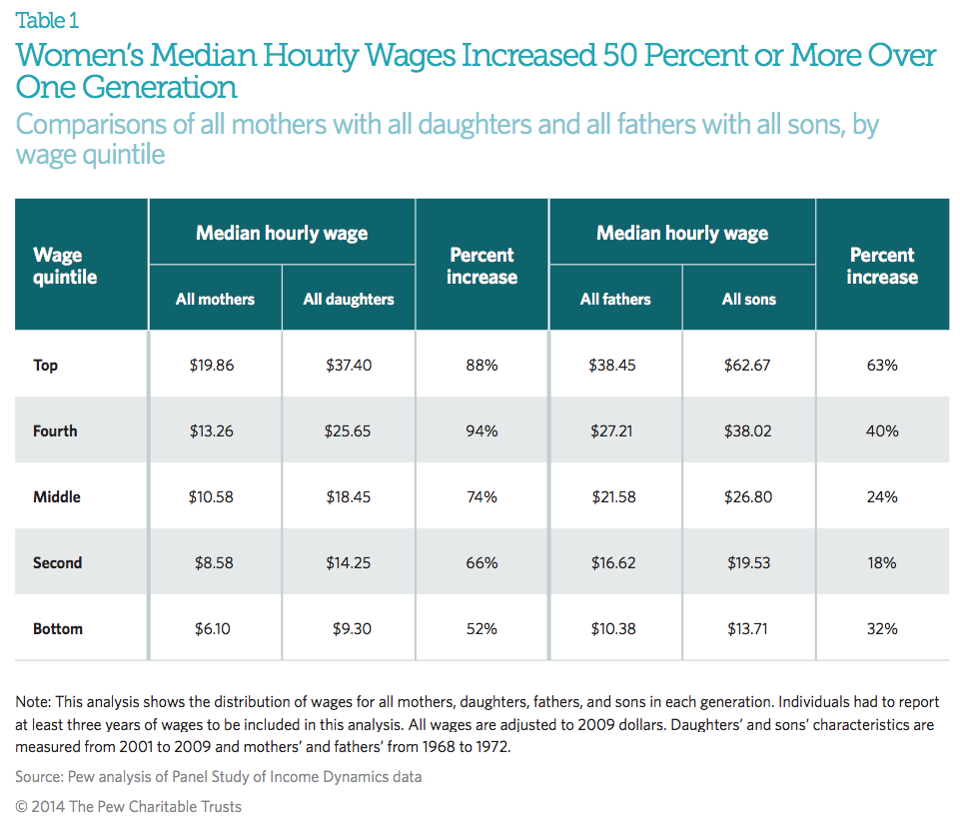 Table 1
Women's Median Hourly Wages Increased 50 Percent or More Over
One Generation
Comparisons of all mothers with all daughters and all fathers with all sons, by
wage quintile
Wage quintile | Median hourly wage | Percent increase | Median hourly wage | Percent increase
All mothers | All daughters | All fathers | All sons
Top | $19.86 | $37.40 | 88% | $38.45 | $62.67 | 63%
Fourth | $13.26 | $25.65 | 94% | $27.21 | $38.02 | 40%
Middle | $10.58 | $18.45 | 74% | $21.58 | $26.80 | 24%
Second | $8.58 | $14.25 | 66% | $16.62 | $19.53 | 18%
Bottom | $6.10 | $9.30 | 52% | $10.38 | $13.71 | 32%
Note: This analysis shows the distribution of wages for all mothers, daughters, fathers, and sons in each generation. Individuals had to report
at least three years of wages to be included in this analysis. All wages are adjusted to 2009 dollars. Daughters' and sons' characteristics are
measured from 2001 to 2009 and mothers' and fathers' from 1968 to 1972.
Source: Pew analysis of Panel Study of Income Dynamics data
© 2014 The Pew Charitable Trusts